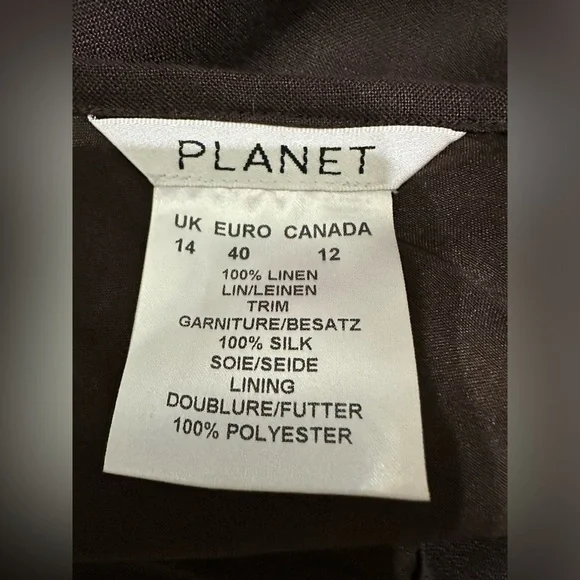 PLANET
UK EURO CANADA
14 40 12
100% LINEN
LIN/LEINEN
TRIM
GARNITURE/BESATZ
100% SILK
SOIE/SEIDE
LINING
DOUBLURE/FUTTER
100% POLYESTER